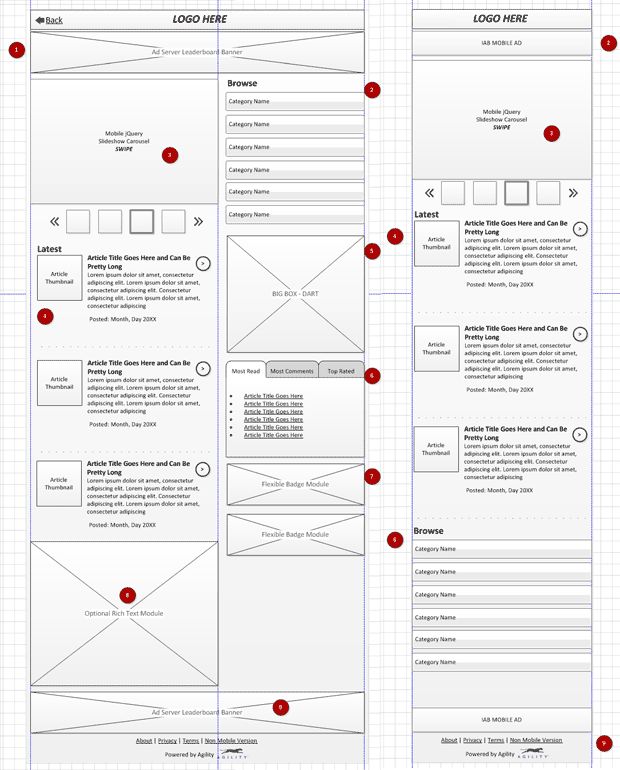 Back
LOGO HERE
Ad Server Leaderboard Banner
1
Mobile jQuery
Slideshow Carousel
SWIPE
3
Latest
Article
Thumbnail
Article Title Goes Here and Can Be
Pretty Long
Lorem ipsum dolor sit amet, consectetur
adipiscing elit. Lorem ipsum dolor sit amet,
consectetur adipiscing elit. Consectetur
adipiscing elit. Lorem ipsum dolor sit amet,
consectetur adipiscing
Posted: Month, Day 20XX
>
4
Article
Thumbnail
Article Title Goes Here and Can Be
Pretty Long
Lorem ipsum dolor sit amet, consectetur
adipiscing elit. Lorem ipsum dolor sit amet,
consectetur adipiscing elit. Consectetur
adipiscing elit. Lorem ipsum dolor sit amet,
consectetur adipiscing
Posted: Month, Day 20XX
>
Article
Thumbnail
Article Title Goes Here and Can Be
Pretty Long
Lorem ipsum dolor sit amet, consectetur
adipiscing elit. Lorem ipsum dolor sit amet,
consectetur adipiscing elit. Consectetur
adipiscing elit. Lorem ipsum dolor sit amet,
consectetur adipiscing
Posted: Month, Day 20XX
>
Optional Rich Text Module
8
Browse
2
Category Name
Category Name
Category Name
Category Name
Category Name
Category Name
BIG BOX - DART
5
Most Read
Most Comments
Top Rated
6
Article Title Goes Here
Article Title Goes Here
Article Title Goes Here
Article Title Goes Here
Article Title Goes Here
Article Title Goes Here
Flexible Badge Module
7
Flexible Badge Module
Ad Server Leaderboard Banner
9
About | Privacy | Terms | Non Mobile Version
Powered by Agility AGILITY
LOGO HERE
IAB MOBILE AD
2
Mobile jQuery
Slideshow Carousel
SWIPE
3
Latest
4
Article
Thumbnail
Article Title Goes Here and Can Be
Pretty Long
Lorem ipsum dolor sit amet, consectetur
adipiscing elit. Lorem ipsum dolor sit amet,
consectetur adipiscing elit. Consectetur
adipiscing elit. Lorem ipsum dolor sit amet,
consectetur adipiscing
Posted: Month, Day 20XX
>
Article
Thumbnail
Article Title Goes Here and Can Be
Pretty Long
Lorem ipsum dolor sit amet, consectetur
adipiscing elit. Lorem ipsum dolor sit amet,
consectetur adipiscing elit. Consectetur
adipiscing elit. Lorem ipsum dolor sit amet,
consectetur adipiscing
Posted: Month, Day 20XX
>
Article
Thumbnail
Article Title Goes Here and Can Be
Pretty Long
Lorem ipsum dolor sit amet, consectetur
adipiscing elit. Lorem ipsum dolor sit amet,
consectetur adipiscing elit. Consectetur
adipiscing elit. Lorem ipsum dolor sit amet,
consectetur adipiscing
Posted: Month, Day 20XX
>
Browse
Category Name
Category Name
Category Name
Category Name
Category Name
Category Name
IAB MOBILE AD
About | Privacy | Terms | Non Mobile Version
Powered by Agility AGILITY